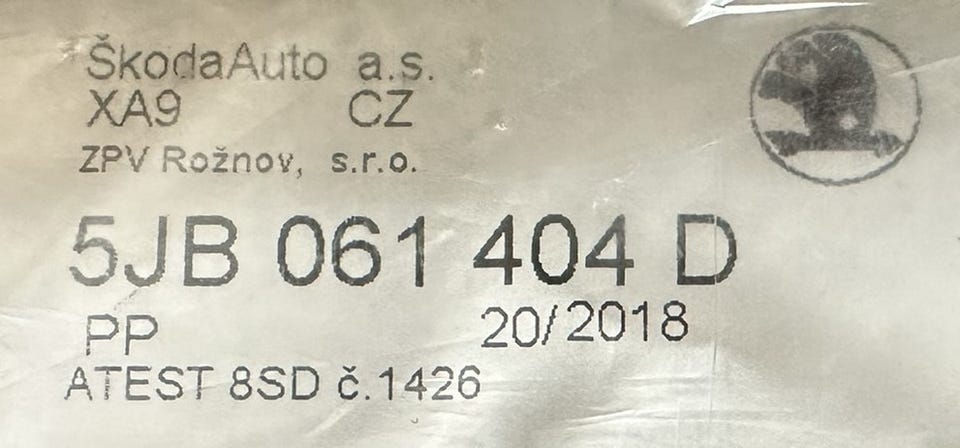 ŠkodaAuto a.s.
XA9 CZ
ZPV Rožnov, s.r.o.
5JB 061 404 D
PP 20/2018
ATEST 8SD č.1426